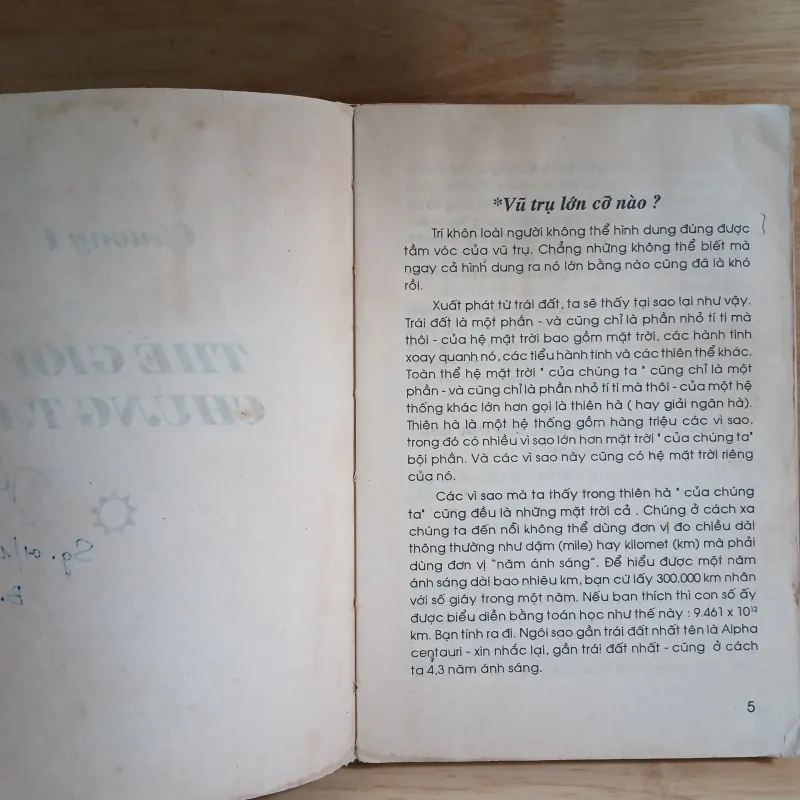 *Vũ trụ lớn cỡ nào ?
Trí khôn loài người không thể hình dung đúng được
tầm vóc của vũ trụ. Chẳng những không thể biết mà
ngay cả hình dung ra nó lớn bằng nào cũng đã là khó
rồi.
Xuất phát từ trái đất, ta sẽ thấy tại sao lại như vậy.
Trái đất là một phần - và cũng chỉ là phần nhỏ tí ti mà
thôi - của hệ mặt trời bao gồm mặt trời, các hành tinh
xoay quanh nó, các tiểu hành tinh và các thiên thể khác.
Toàn thể hệ mặt trời " của chúng ta " cũng chỉ là một
phần - và cũng chỉ là phần nhỏ tí ti mà thôi - của một hệ
thống khác lớn hơn gọi là thiên hà ( hay giải ngân hà).
Thiên hà là một hệ thống gồm hàng triệu các vì sao,
trong đó có nhiều vì sao lớn hơn mặt trời " của chúng ta"
bội phần. Và các vì sao này cũng có hệ mặt trời riêng
của nó.
Các vì sao mà ta thấy trong thiên hà " của chúng
ta" cũng đều là những mặt trời cả . Chúng ở cách xa
chúng ta đến nổi không thể dùng đơn vị đo chiều dài
thông thường như dặm (mile) hay kilomet (km) mà phải
dùng đơn vị "năm ánh sáng". Để hiểu được một năm
ánh sáng dài bao nhiêu km, bạn cứ lấy 300.000 km nhân
với số giây trong một năm. Nếu bạn thích thì con số ấy
được biểu diễn bằng toán học như thế này : 9.461 x 10¹²
km. Bạn tính ra đi. Ngôi sao gần trái đất nhất tên là Alpha
centauri - xin nhắc lại, gần trái đất nhất - cũng ở cách
ta 4,3 năm ánh sáng.
5